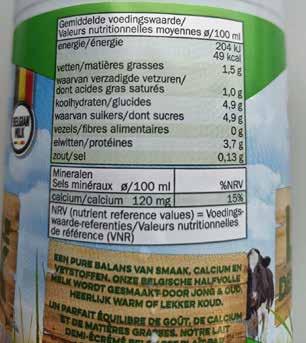 Gemiddelde voedingswaarde/
Valeurs nutritionnelles moyennes ø/100 ml
energie/énergie 204 kJ
49 kcal
vetten/matières grasses 1,5 g
waarvan verzadigde vetzuren/
dont acides gras saturés 1,0 g
koolhydraten/glucides 4,9 g
waarvan suikers/dont sucres 4,9 g
vezels/fibres alimentaires 0 g
eiwitten/protéines 3,7 g
zout/sel 0,13 g
Mineralen
Sels minéraux ø/100 ml %NRV
calcium/calcium 120 mg 15%
NRV (nutrient reference values) = Voedings-
waarde-referenties/Valeurs nutritionnelles
de référence (VNR)
BELGIAN
MILK
EEN PURE BALANS VAN SMAAK, CALCIUM EN
VETSTOFFEN. ONZE BELGISCHE HALFVOLLE
MELK WORDT GESMAAKT DOOR JONG & OUD,
HEERLIJK WARM OF LEKKER KOUD.
UN PARFAIT ÉQUILIBRE DE GOÛT, DE CALCIUM
ET DE MATIÈRES GRASSES. NOTRE LAIT
DEMI-ÉCRÉMÉ